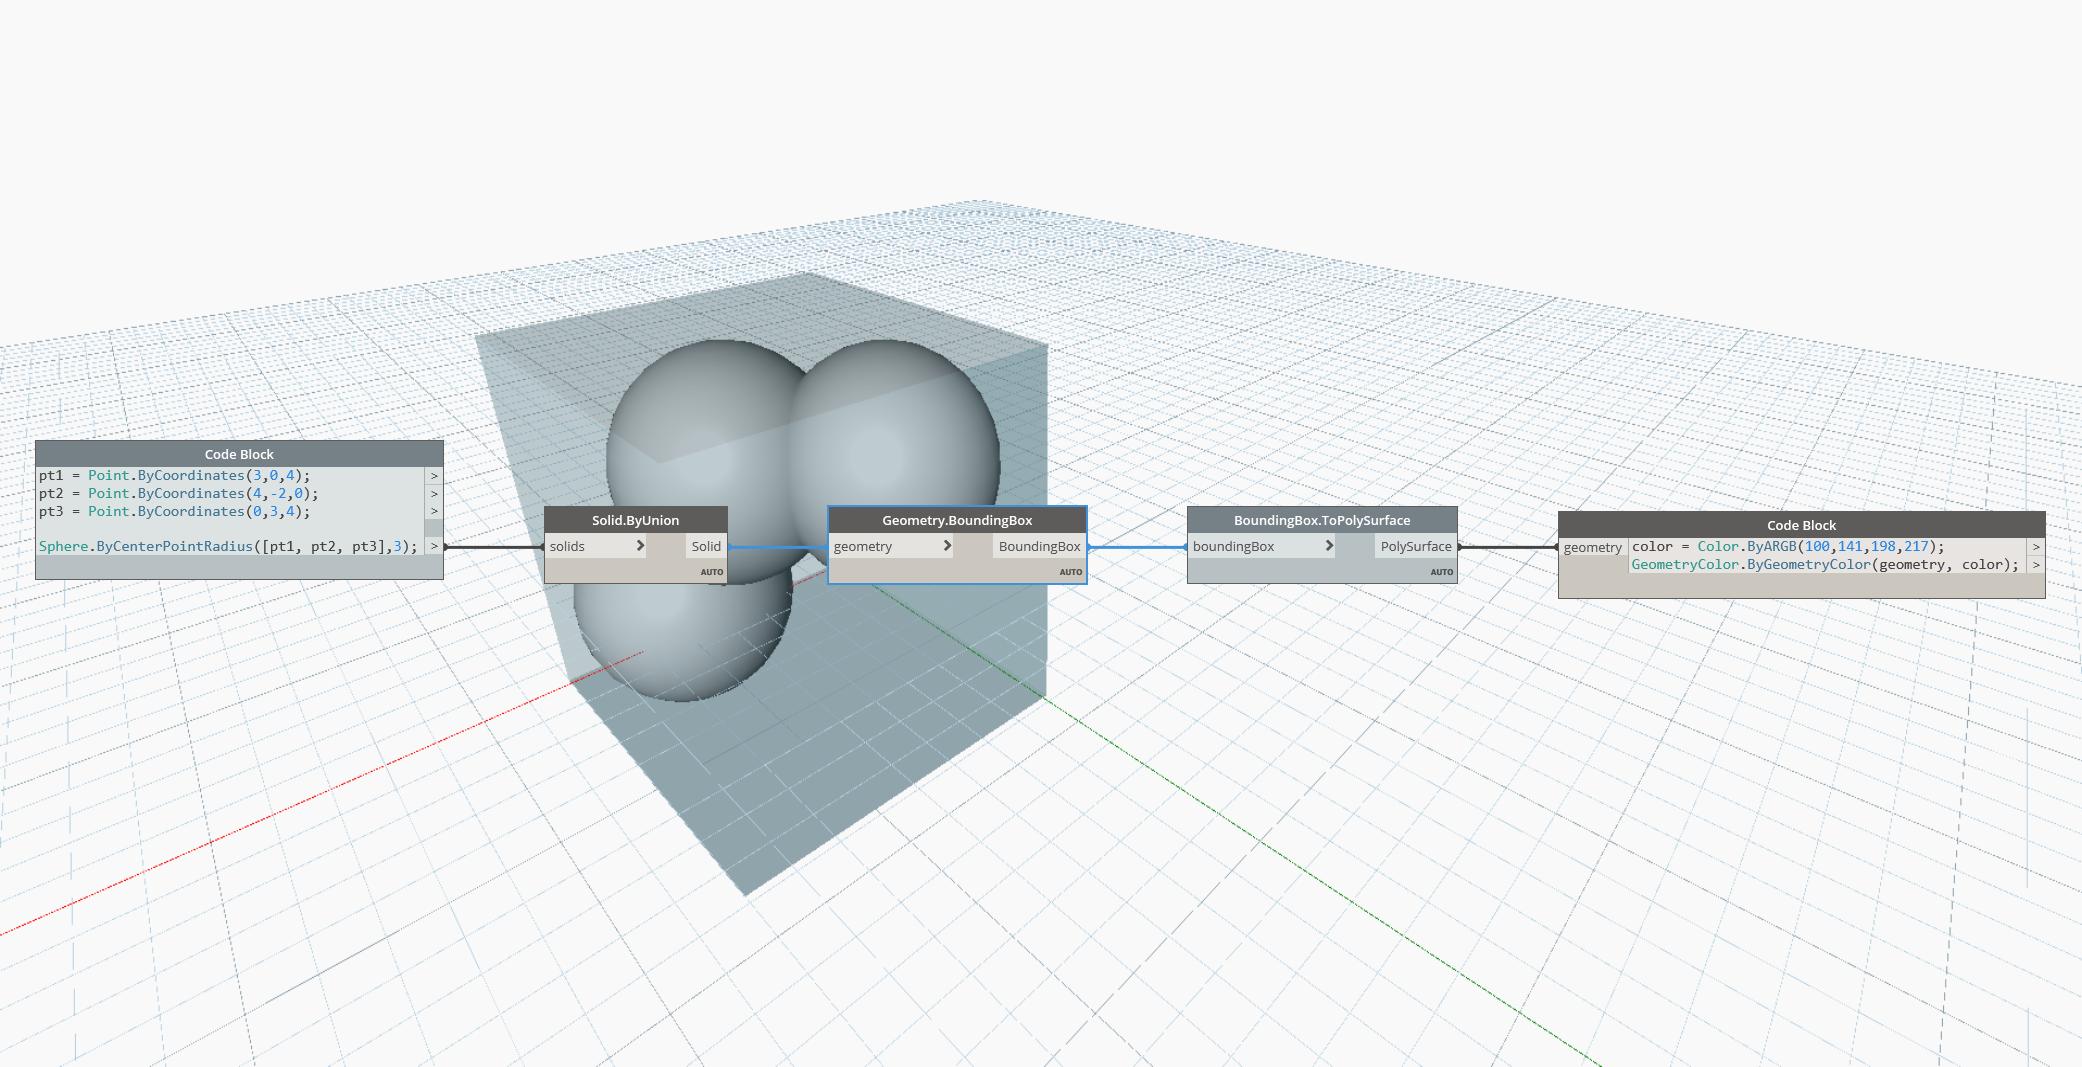 Code Block
pt1 = Point.ByCoordinates(3,0,4); >
pt2 = Point.ByCoordinates(4,-2,0); >
pt3 = Point.ByCoordinates(0,3,4); >
Sphere.ByCenterPointRadius([pt1, pt2, pt3],3); >
Solid.ByUnion
solids > Solid
AUTO
Geometry.BoundingBox
geometry > BoundingBox
AUTO
BoundingBox.ToPolySurface
boundingBox > PolySurface
AUTO
Code Block
geometry color = Color.ByARGB(100,141,198,217); >
GeometryColor.ByGeometryColor(geometry, color); >